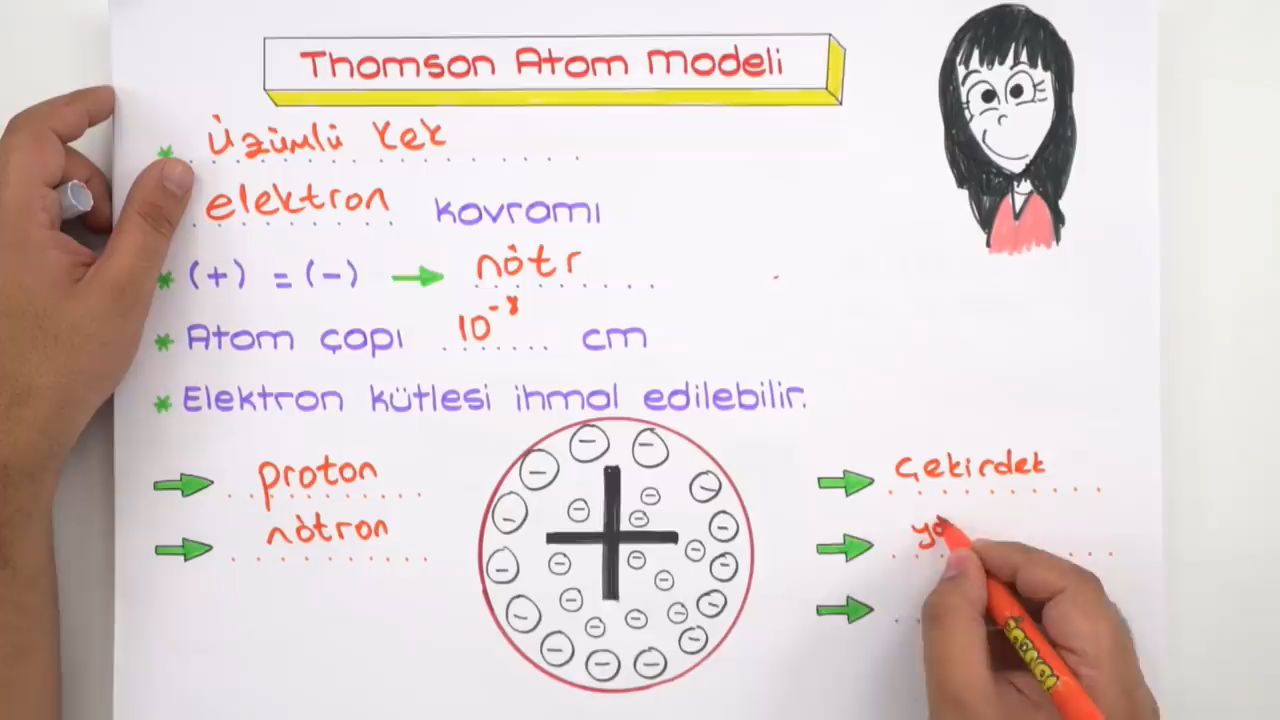 Thomson Atom Modeli
* Üzümlü kek
elektron kavramı
* (+) = (-) → nötr
* Atom çapı 10⁻⁸ cm
* Elektron kütlesi ihmal edilebilir.
→ proton
→ nötron
→ Çekirdek
→ yö